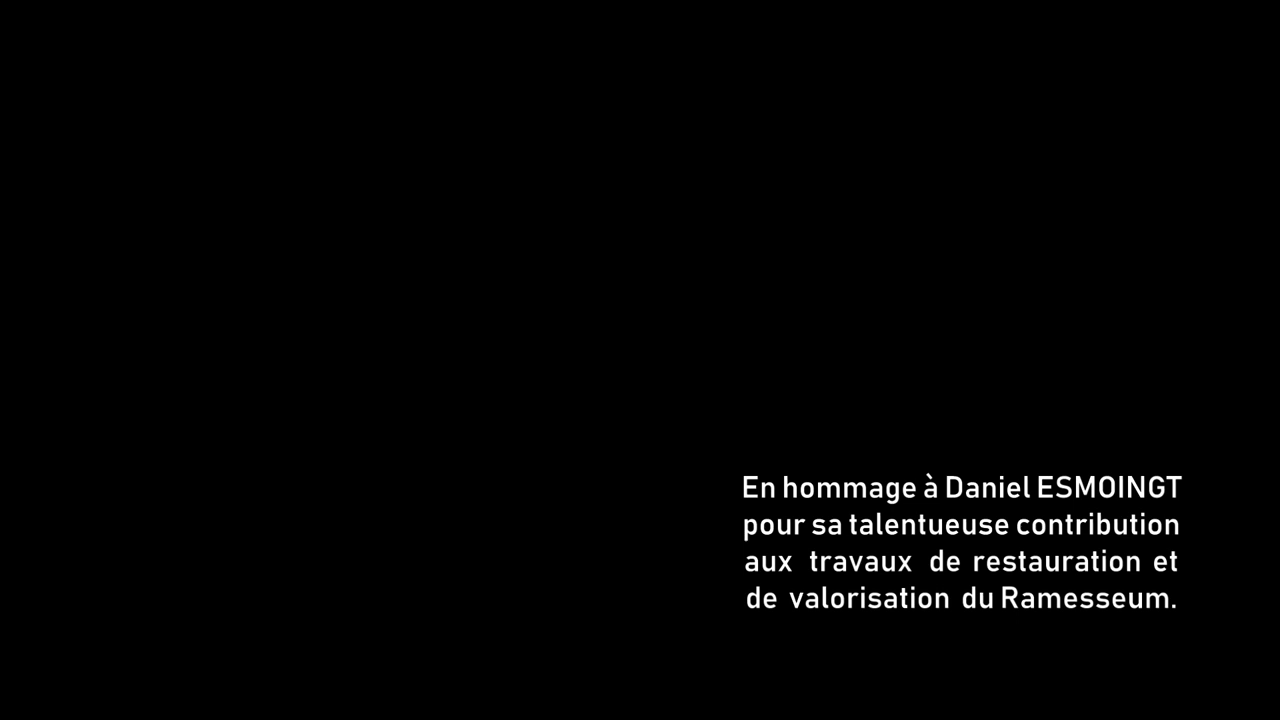 En hommage à Daniel ESMOINGT
pour sa talentueuse contribution
aux travaux de restauration et
de valorisation du Ramesseum.